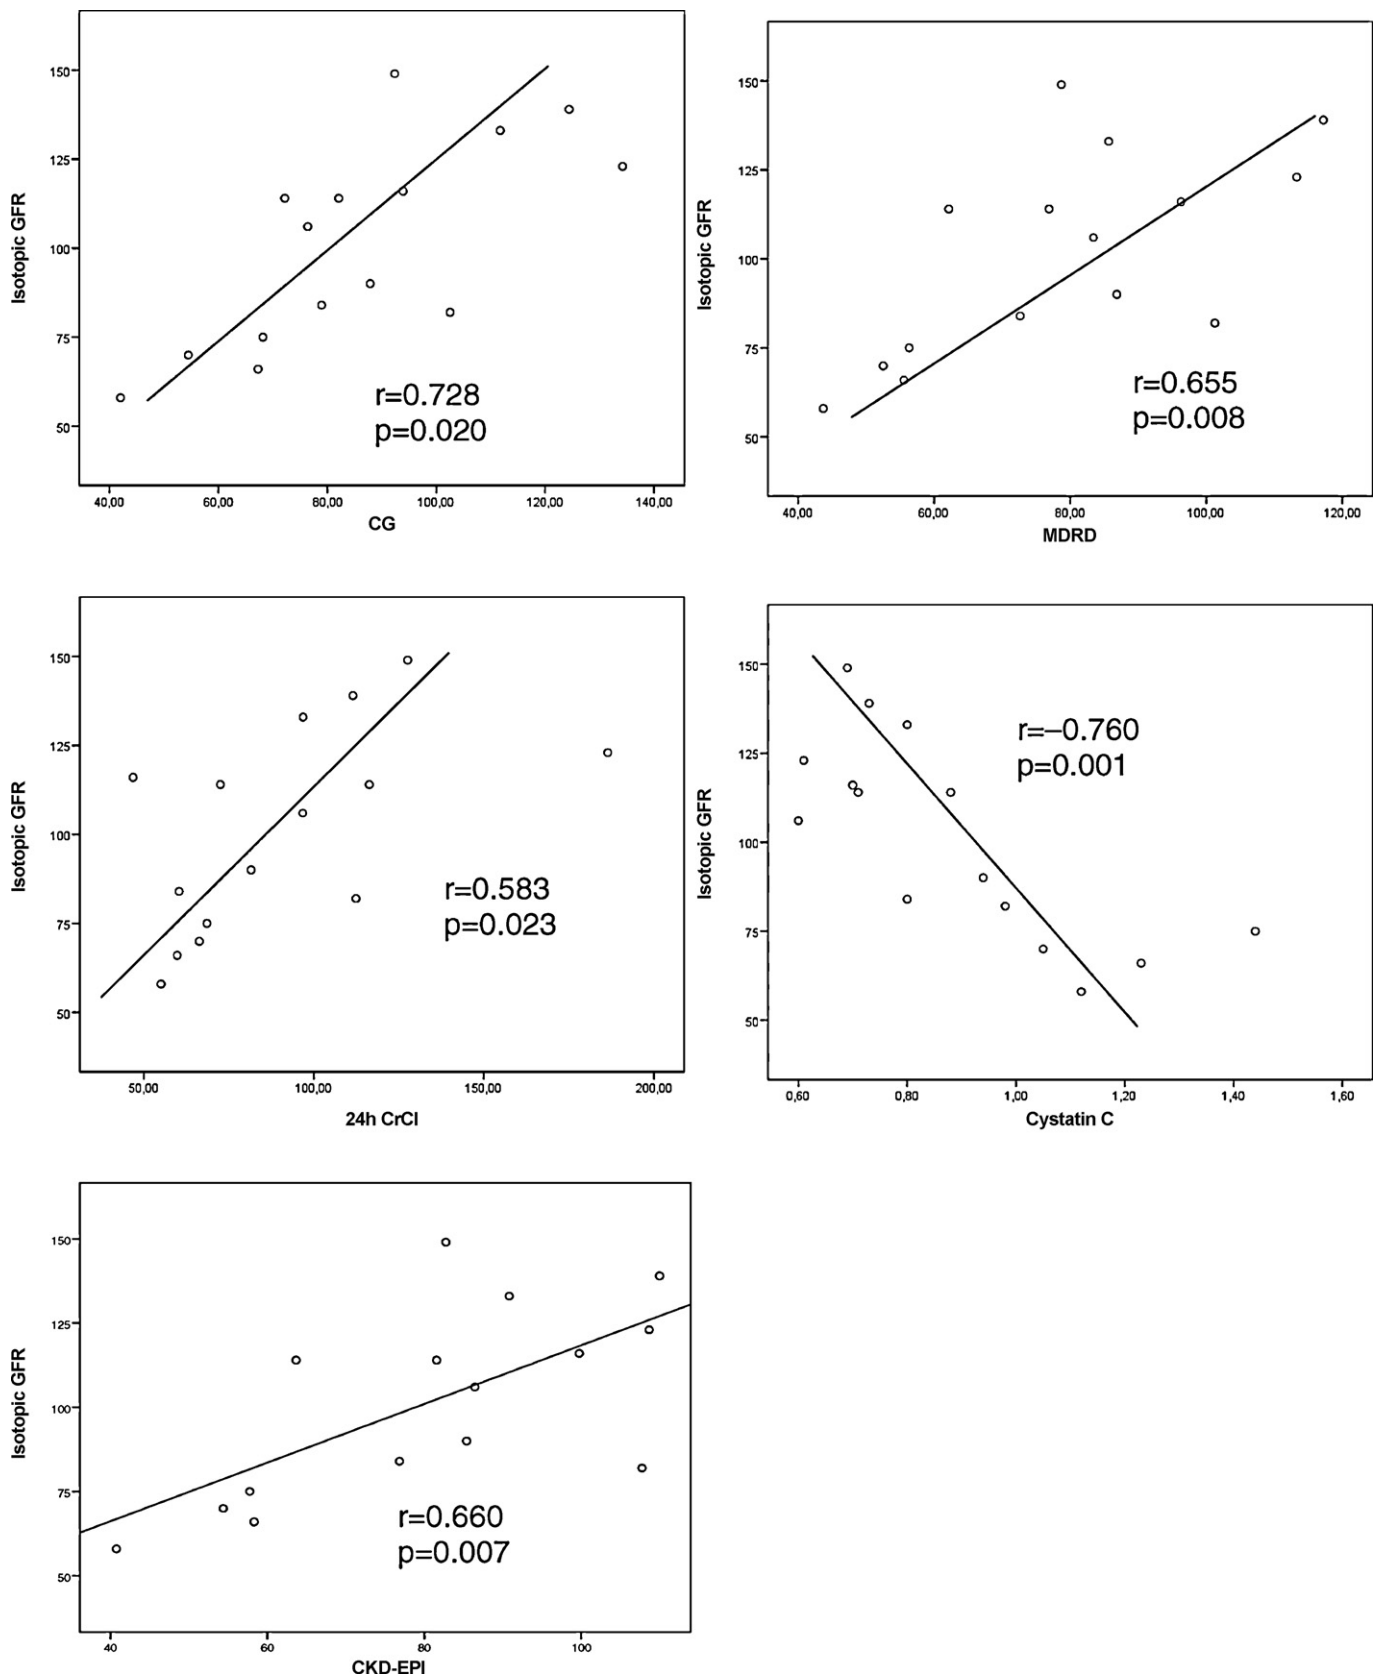 150
125
100
75
50
Isotopic GFR
r=0.728
p=0.020
40,00 60,00 80,00 100,00 120,00 140,00
CG
150
125
100
75
50
Isotopic GFR
r=0.655
p=0.008
40,00 60,00 80,00 100,00 120,00
MDRD
150
125
100
75
50
Isotopic GFR
r=0.583
p=0.023
50,00 100,00 150,00 200,00
24h CrCl
150
125
100
75
50
Isotopic GFR
r=–0.760
p=0.001
0,60 0,80 1,00 1,20 1,40 1,60
Cystatin C
150
125
100
75
50
Isotopic GFR
r=0.660
p=0.007
40 60 80 100
CKD-EPI